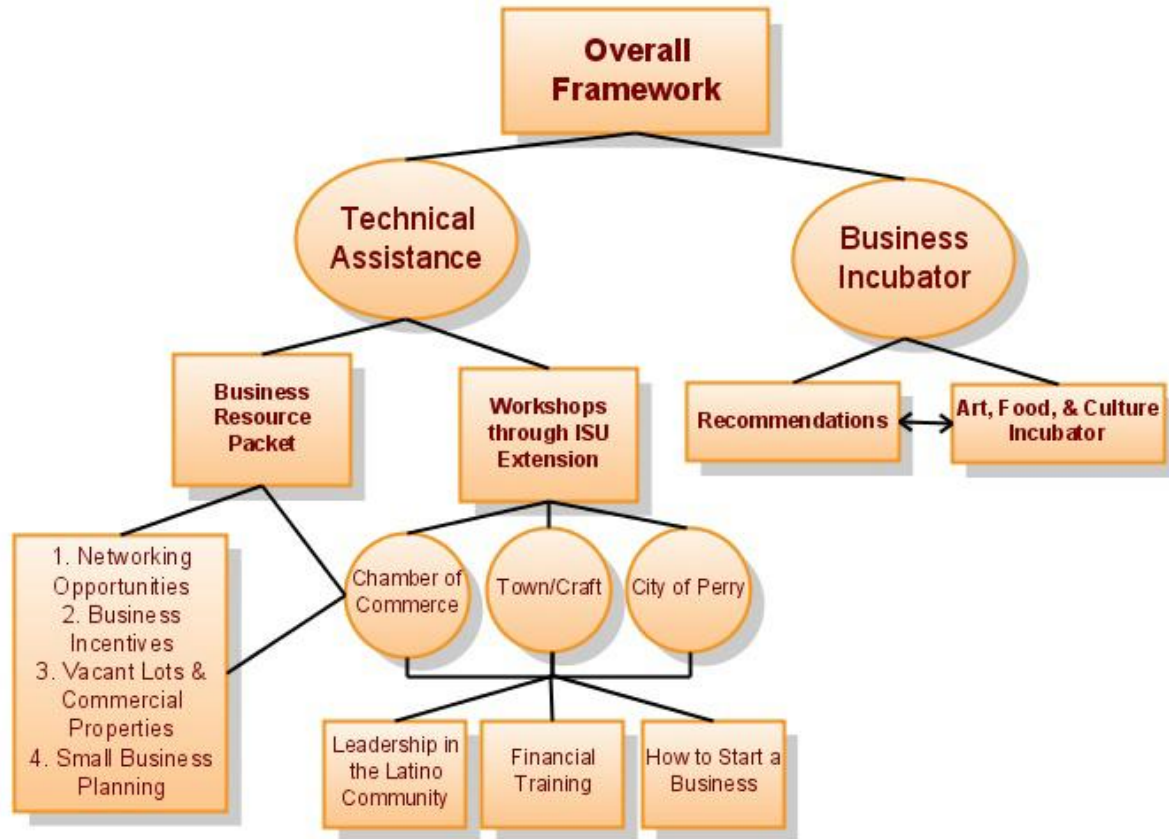 Overall
Framework
Technical
Assistance
Business
Incubator
Business
Resource
Packet
Workshops
through ISU
Extension
Recommendations
Art, Food, & Culture
Incubator
1. Networking
Opportunities
2. Business
Incentives
3. Vacant Lots &
Commercial
Properties
4. Small Business
Planning
Chamber of
Commerce
Town/Craft
City of Perry
Leadership in
the Latino
Community
Financial
Training
How to Start a
Business